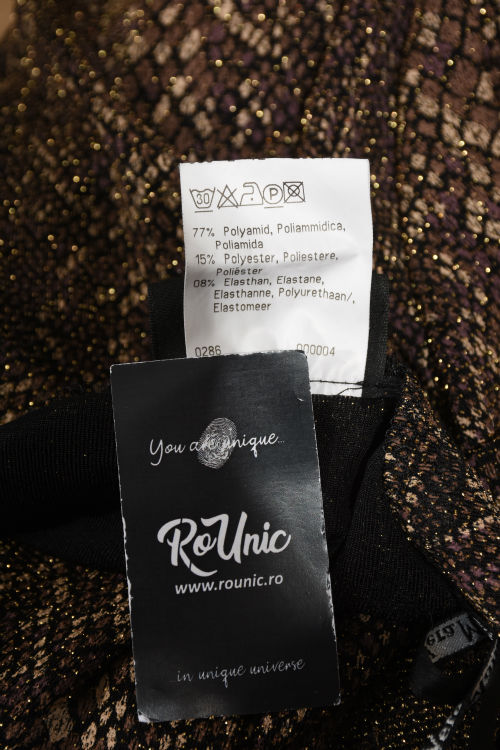 30
P
77% Polyamid, Poliammidica,
Poliamida
15% Polyester, Poliestere,
Poliëster
08% Elasthan, Elastane,
Elasthanne, Polyurethaan/,
Elastomeer
0286 000004
You are unique...
RoUnic
www.rounic.ro
...in unique universe